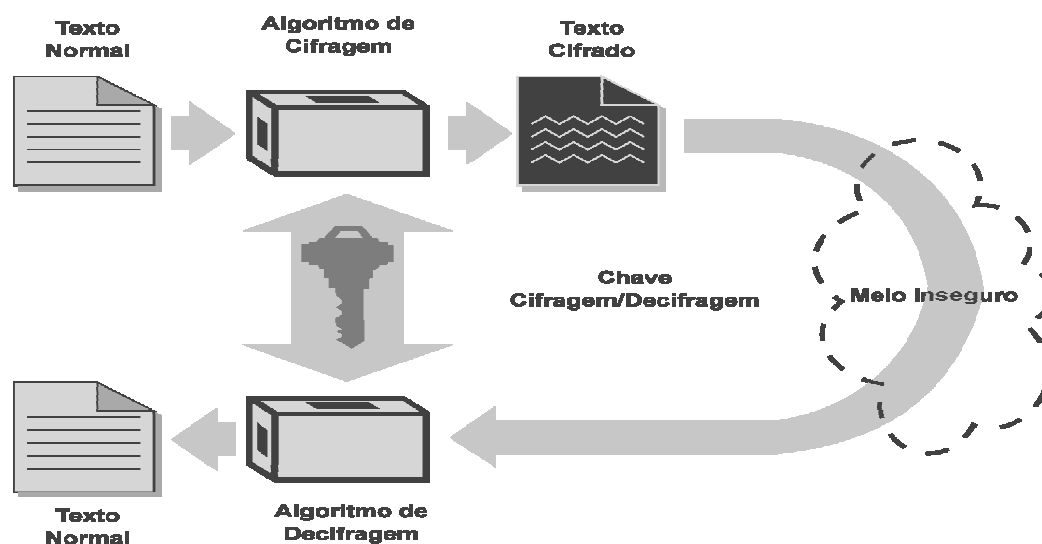 Texto
Normal
Algoritmo de
Cifragem
Texto
Cifrado
Chave
Cifragem/Decifragem
Meio Inseguro
Texto
Normal
Algoritmo de
Decifragem